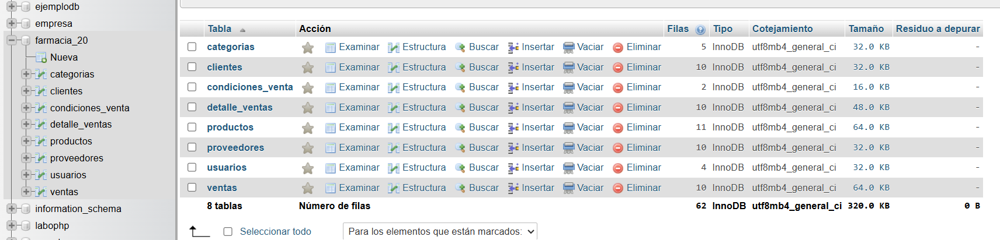 ejemplodb
empresa
farmacia_20
Nueva
categorias
clientes
condiciones_venta
detalle_ventas
productos
proveedores
usuarios
ventas
information_schema
labophp
Tabla Acción Filas Tipo Cotejamiento Tamaño Residuo a depurar
categorias Examinar Estructura Buscar Insertar Vaciar Eliminar 5 InnoDB utf8mb4_general_ci 32.0 KB -
clientes Examinar Estructura Buscar Insertar Vaciar Eliminar 10 InnoDB utf8mb4_general_ci 32.0 KB -
condiciones_venta Examinar Estructura Buscar Insertar Vaciar Eliminar 2 InnoDB utf8mb4_general_ci 16.0 KB -
detalle_ventas Examinar Estructura Buscar Insertar Vaciar Eliminar 10 InnoDB utf8mb4_general_ci 48.0 KB -
productos Examinar Estructura Buscar Insertar Vaciar Eliminar 11 InnoDB utf8mb4_general_ci 64.0 KB -
proveedores Examinar Estructura Buscar Insertar Vaciar Eliminar 10 InnoDB utf8mb4_general_ci 32.0 KB -
usuarios Examinar Estructura Buscar Insertar Vaciar Eliminar 4 InnoDB utf8mb4_general_ci 32.0 KB -
ventas Examinar Estructura Buscar Insertar Vaciar Eliminar 10 InnoDB utf8mb4_general_ci 64.0 KB -
8 tablas Número de filas 62 InnoDB utf8mb4_general_ci 320.0 KB 0 B
Seleccionar todo Para los elementos que están marcados: